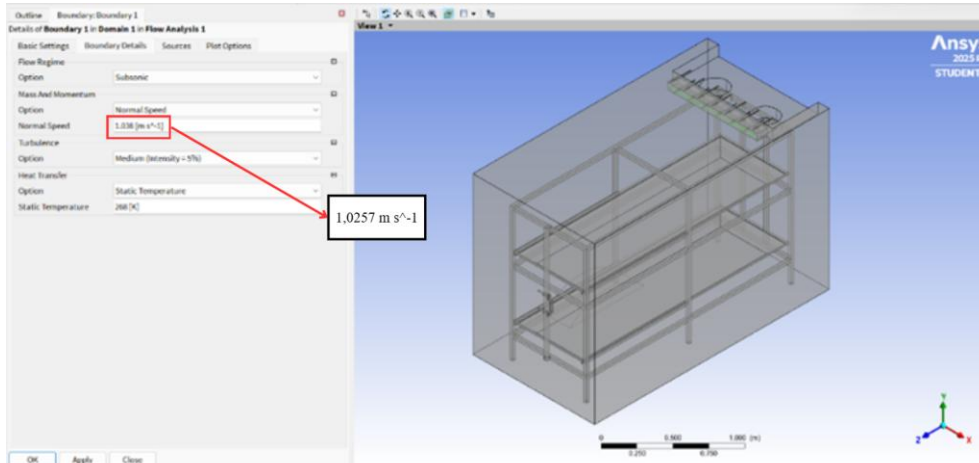 Outline Boundary: Boundary 1
Details of Boundary 1 in Domain 1 in Flow Analysis 1
Basic Settings Boundary Details Sources Plot Options
Flow Regime
Option Subsonic
Mass And Momentum
Option Normal Speed
Normal Speed 1.038 [m s^-1]
Turbulence
Option Medium (Intensity = 5%)
Heat Transfer
Option Static Temperature
Static Temperature 268 [K]
1,0257 m s^-1
OK Apply Close
View 1
Ansy
2025
STUDENT
0 0.500 1.000 (m)
0.250 0.750
Y
Z X